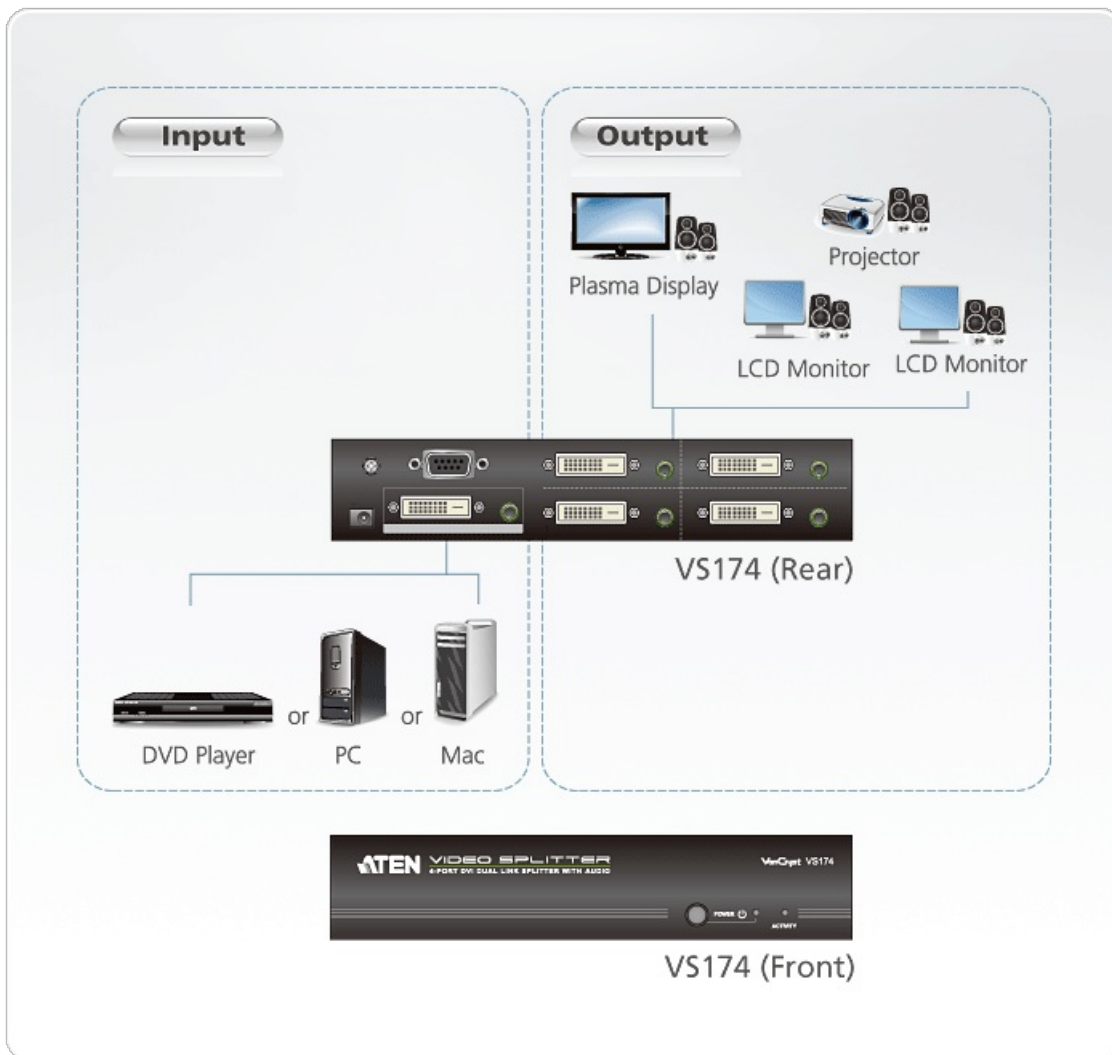 Input
Output
Plasma Display
Projector
LCD Monitor
LCD Monitor
VS174 (Rear)
DVD Player
or
PC
or
Mac
ATEN VIDEO SPLITTER
4-PORT DVI DUAL LINK SPLITTER WITH AUDIO
VanCryst VS174
POWER
ACTIVITY
VS174 (Front)